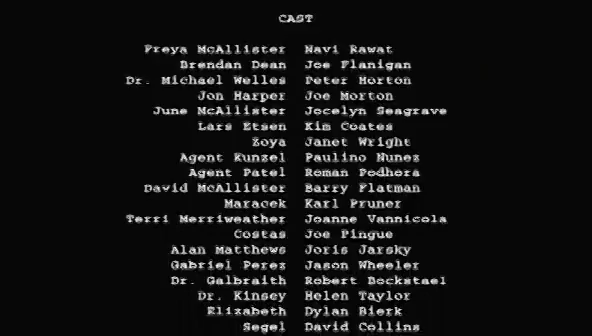 CAST
Freya McAllister Navi Rawat
Brendan Dean Joe Flanigan
Dr. Michael Welles Peter Horton
Jon Harper Joe Morton
June McAllister Jocelyn Seagrave
Lars Etsen Kim Coates
Zoya Janet Wright
Agent Kunzel Paulino Nunez
Agent Patel Roman Podhora
David McAllister Barry Flatman
Maracek Karl Pruner
Terri Merriweather Joanne Vannicola
Costas Joe Pingue
Alan Matthews Joris Jarsky
Gabriel Perez Jason Wheeler
Dr. Galbraith Robert Bockstael
Dr. Kinsey Helen Taylor
Elizabeth Dylan Bierk
Segel David Collins